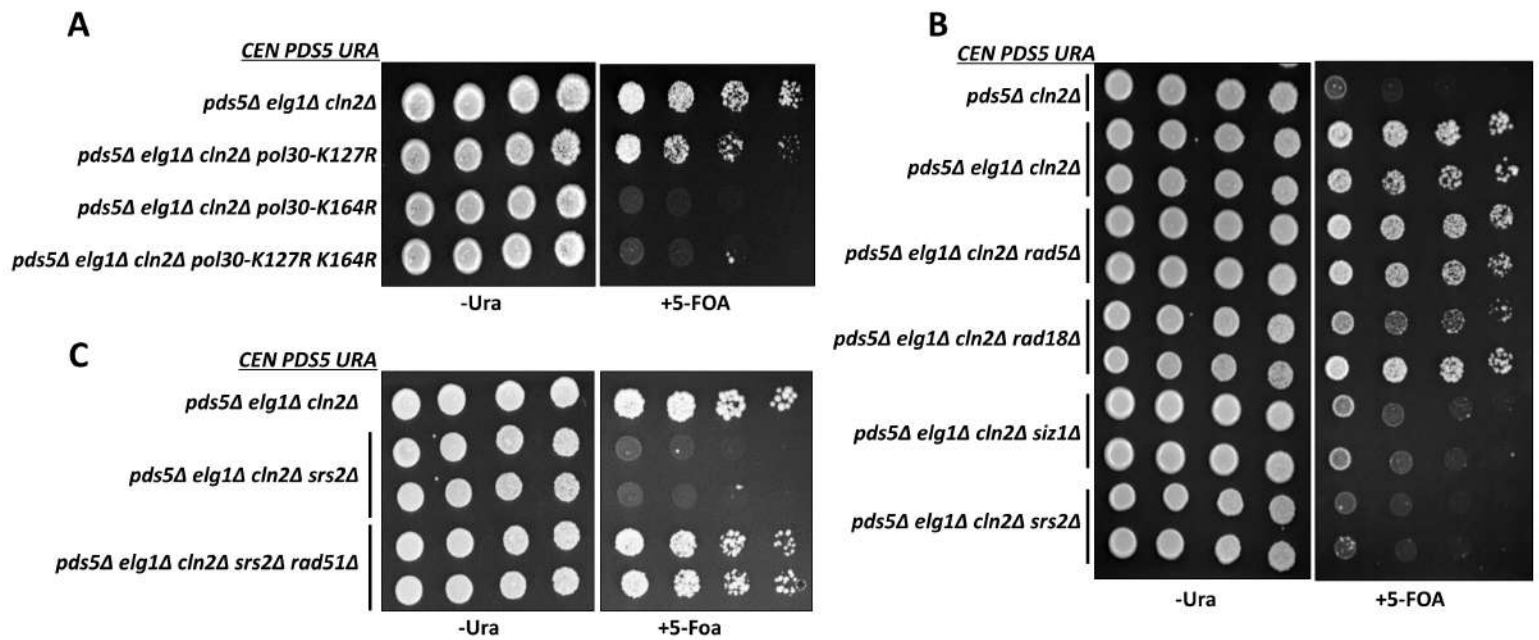 A
CEN PDS5 URA
pds5Δ elg1Δ cln2Δ
pds5Δ elg1Δ cln2Δ pol30-K127R
pds5Δ elg1Δ cln2Δ pol30-K164R
pds5Δ elg1Δ cln2Δ pol30-K127R K164R
-Ura
+5-FOA
B
CEN PDS5 URA
pds5Δ cln2Δ
pds5Δ elg1Δ cln2Δ
pds5Δ elg1Δ cln2Δ rad5Δ
pds5Δ elg1Δ cln2Δ rad18Δ
pds5Δ elg1Δ cln2Δ siz1Δ
pds5Δ elg1Δ cln2Δ srs2Δ
-Ura
+5-FOA
C
CEN PDS5 URA
pds5Δ elg1Δ cln2Δ
pds5Δ elg1Δ cln2Δ srs2Δ
pds5Δ elg1Δ cln2Δ srs2Δ rad51Δ
-Ura
+5-Foa